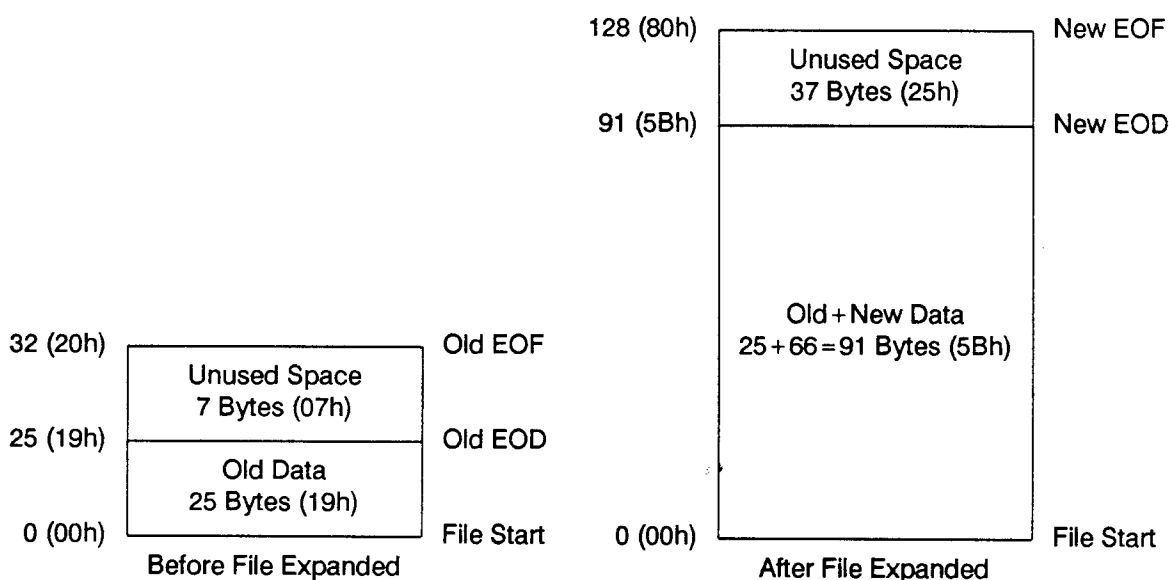 32 (20h) Old EOF
Unused Space
7 Bytes (07h)
25 (19h) Old EOD
Old Data
25 Bytes (19h)
0 (00h) File Start
Before File Expanded
128 (80h) New EOF
Unused Space
37 Bytes (25h)
91 (5Bh) New EOD
Old+New Data
25+66=91 Bytes (5Bh)
0 (00h) File Start
After File Expanded